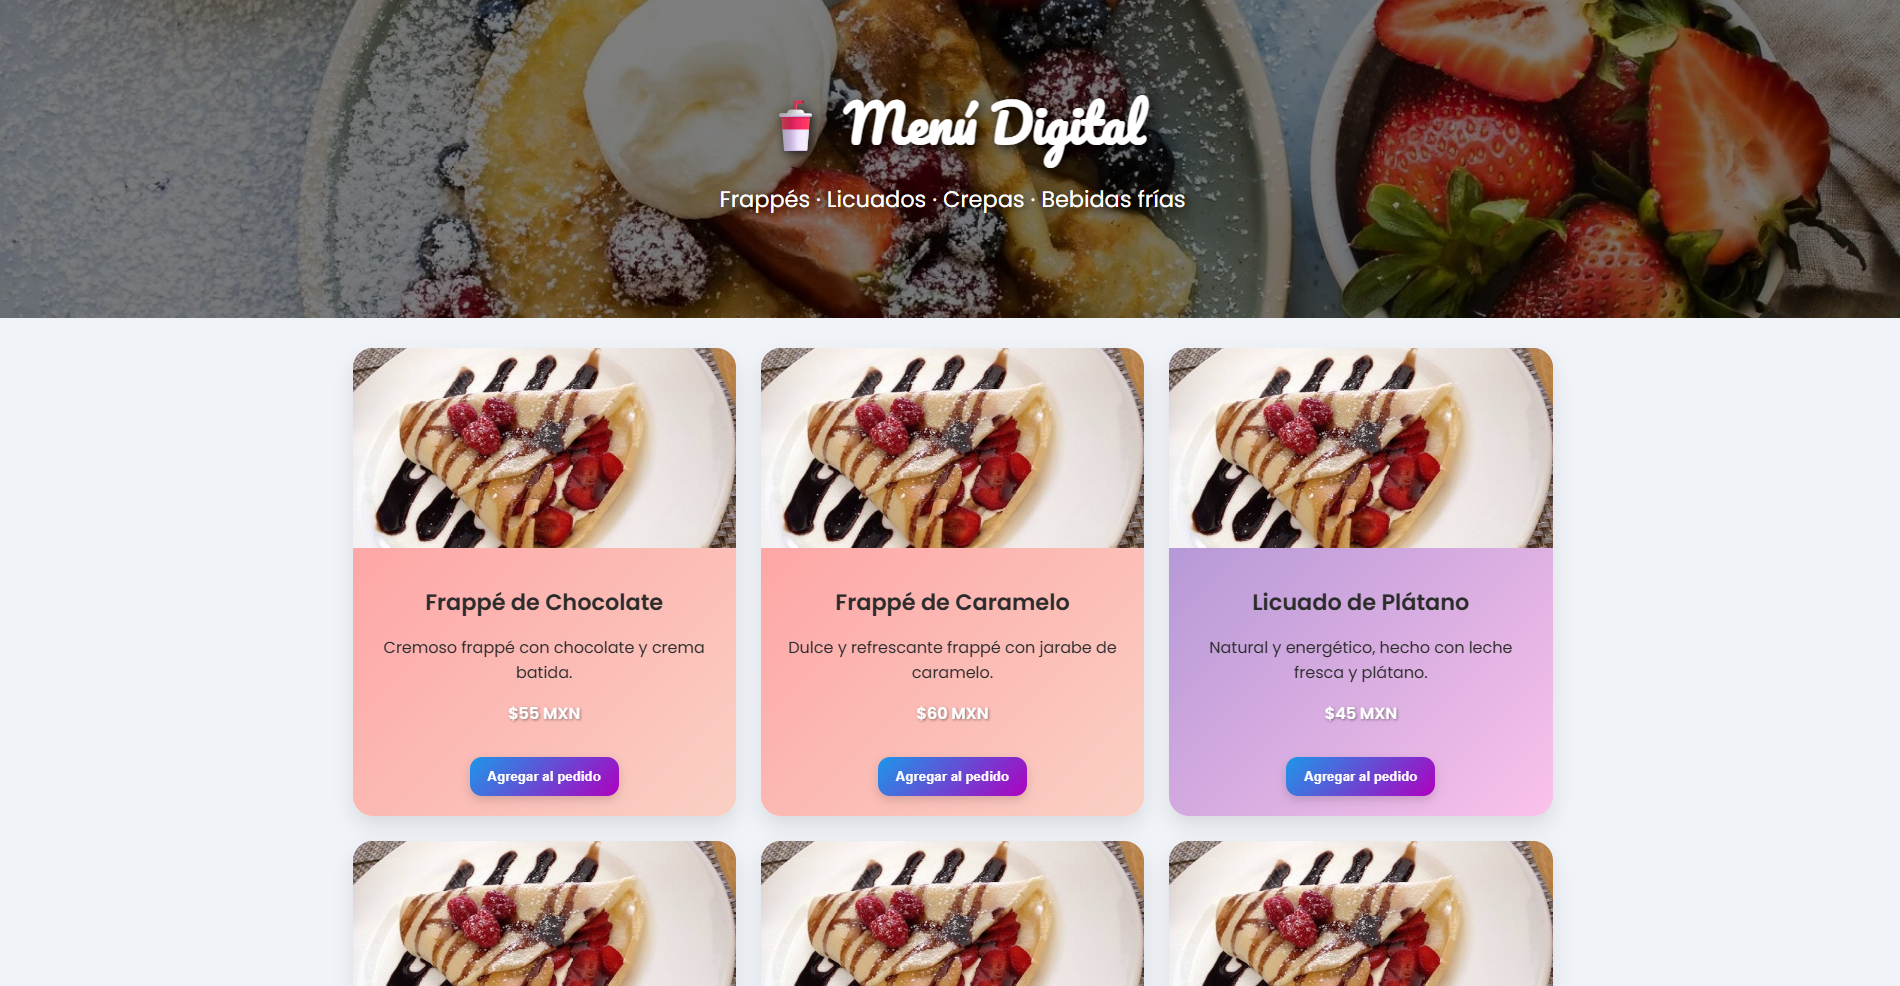 Menú Digital
Frappés · Licuados · Crepas · Bebidas frías
Frappé de Chocolate
Cremoso frappé con chocolate y crema
batida.
$55 MXN
Agregar al pedido
Frappé de Caramelo
Dulce y refrescante frappé con jarabe de
caramelo.
$60 MXN
Agregar al pedido
Licuado de Plátano
Natural y energético, hecho con leche
fresca y plátano.
$45 MXN
Agregar al pedido